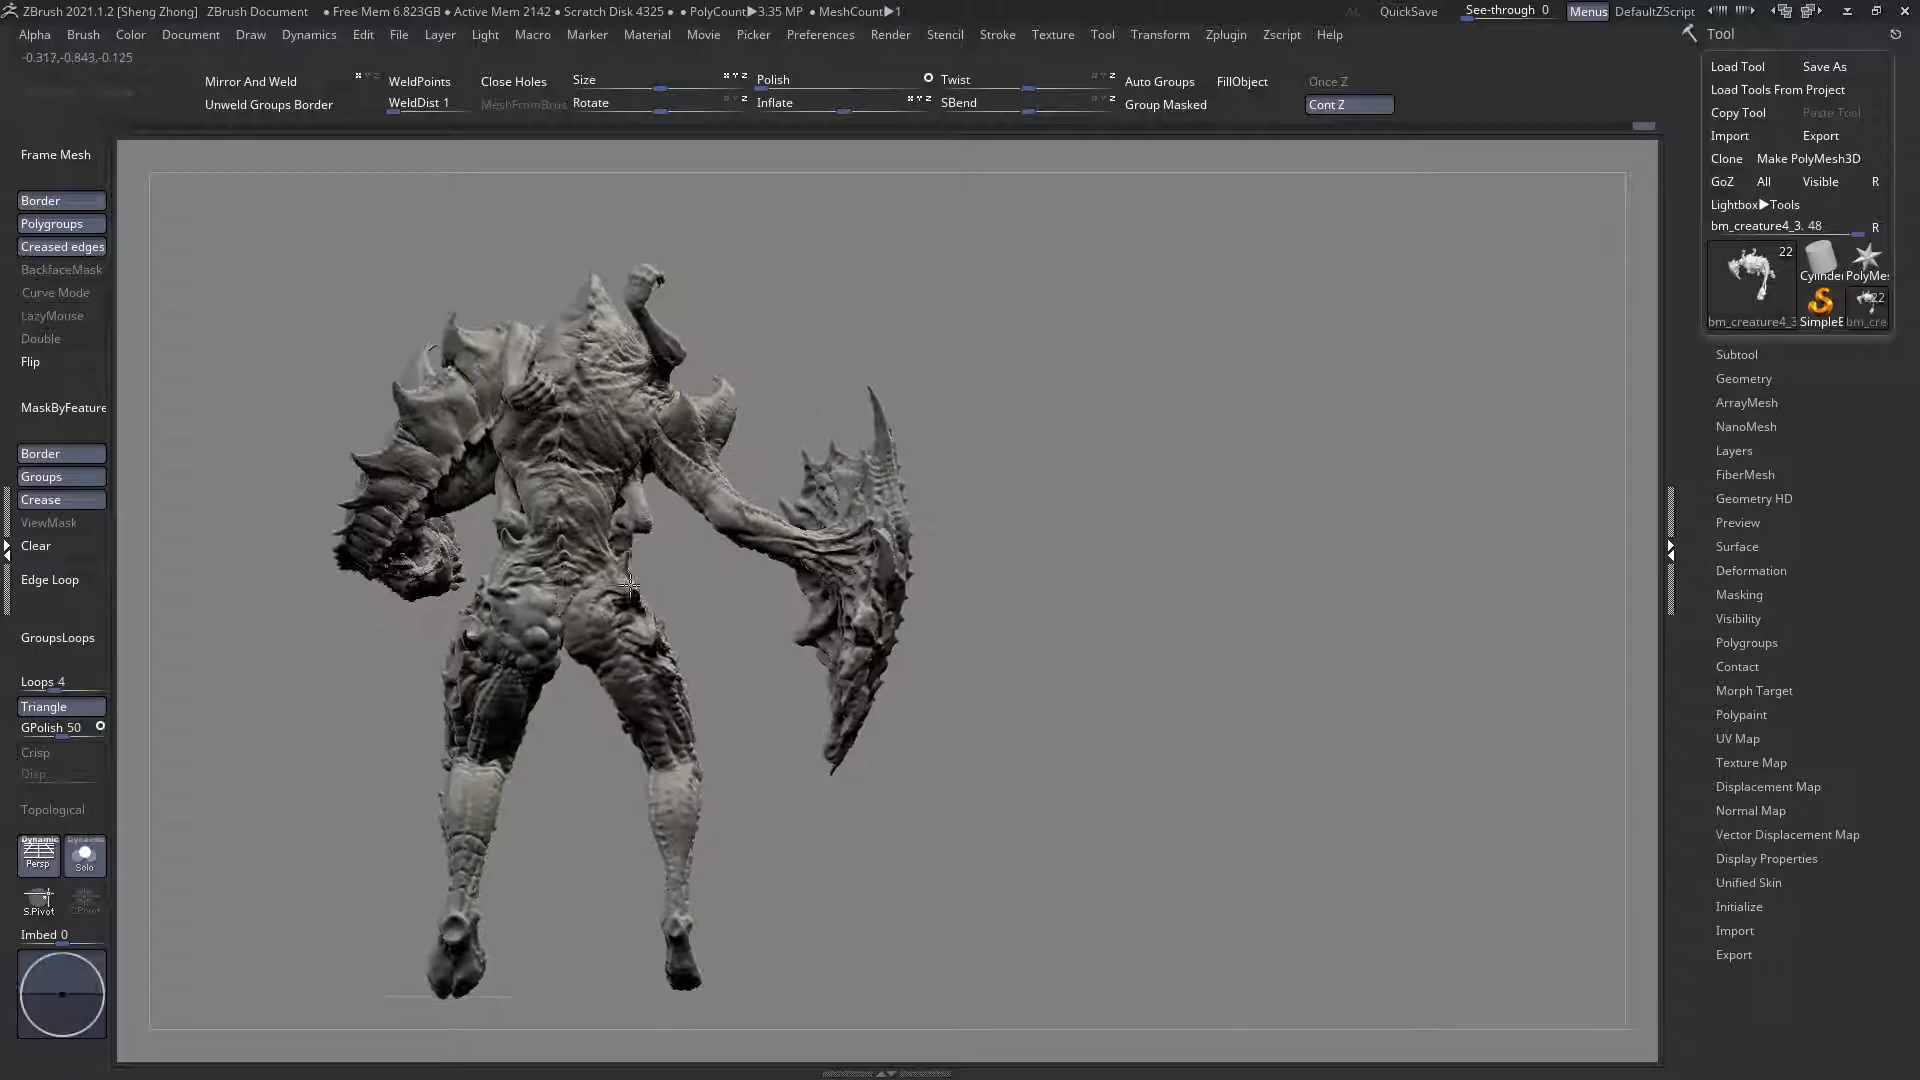 ZBrush 2021.1.2 [Sheng Zhong] ZBrush Document • Free Mem 6.823GB • Active Mem 2142 • Scratch Disk 4325 • • PolyCount▶3.35 MP • MeshCount▶1 AC QuickSave See-through 0 Menus DefaultZScript
Alpha Brush Color Document Draw Dynamics Edit File Layer Light Macro Marker Material Movie Picker Preferences Render Stencil Stroke Texture Tool Transform Zplugin Zscript Help
-0.317,-0.843,-0.125
Mirror And Weld WeldPoints Close Holes Size Polish Twist Auto Groups FillObject Once Z
Unweld Groups Border WeldDist 1 MeshFromBrus Rotate Inflate SBend Group Masked Cont Z
Frame Mesh
Border
Polygroups
Creased edges
BackfaceMask
Curve Mode
LazyMouse
Double
Flip
MaskByFeature
Border
Groups
Crease
ViewMask
Clear
Edge Loop
GroupsLoops
Loops 4
Triangle
GPolish 50
Crisp
Disp
Topological
Dynamic Dynamic
Persp Solo
S.Pivot
Imbed 0
Tool
Load Tool Save As
Load Tools From Project
Copy Tool Paste Tool
Import Export
Clone Make PolyMesh3D
GoZ All Visible R
Lightbox▶Tools
bm_creature4_3. 48 R
22
Cylinder PolyMes
22
bm_creature4_3 SimpleB bm_cre
Subtool
Geometry
ArrayMesh
NanoMesh
Layers
FiberMesh
Geometry HD
Preview
Surface
Deformation
Masking
Visibility
Polygroups
Contact
Morph Target
Polypaint
UV Map
Texture Map
Displacement Map
Normal Map
Vector Displacement Map
Display Properties
Unified Skin
Initialize
Import
Export